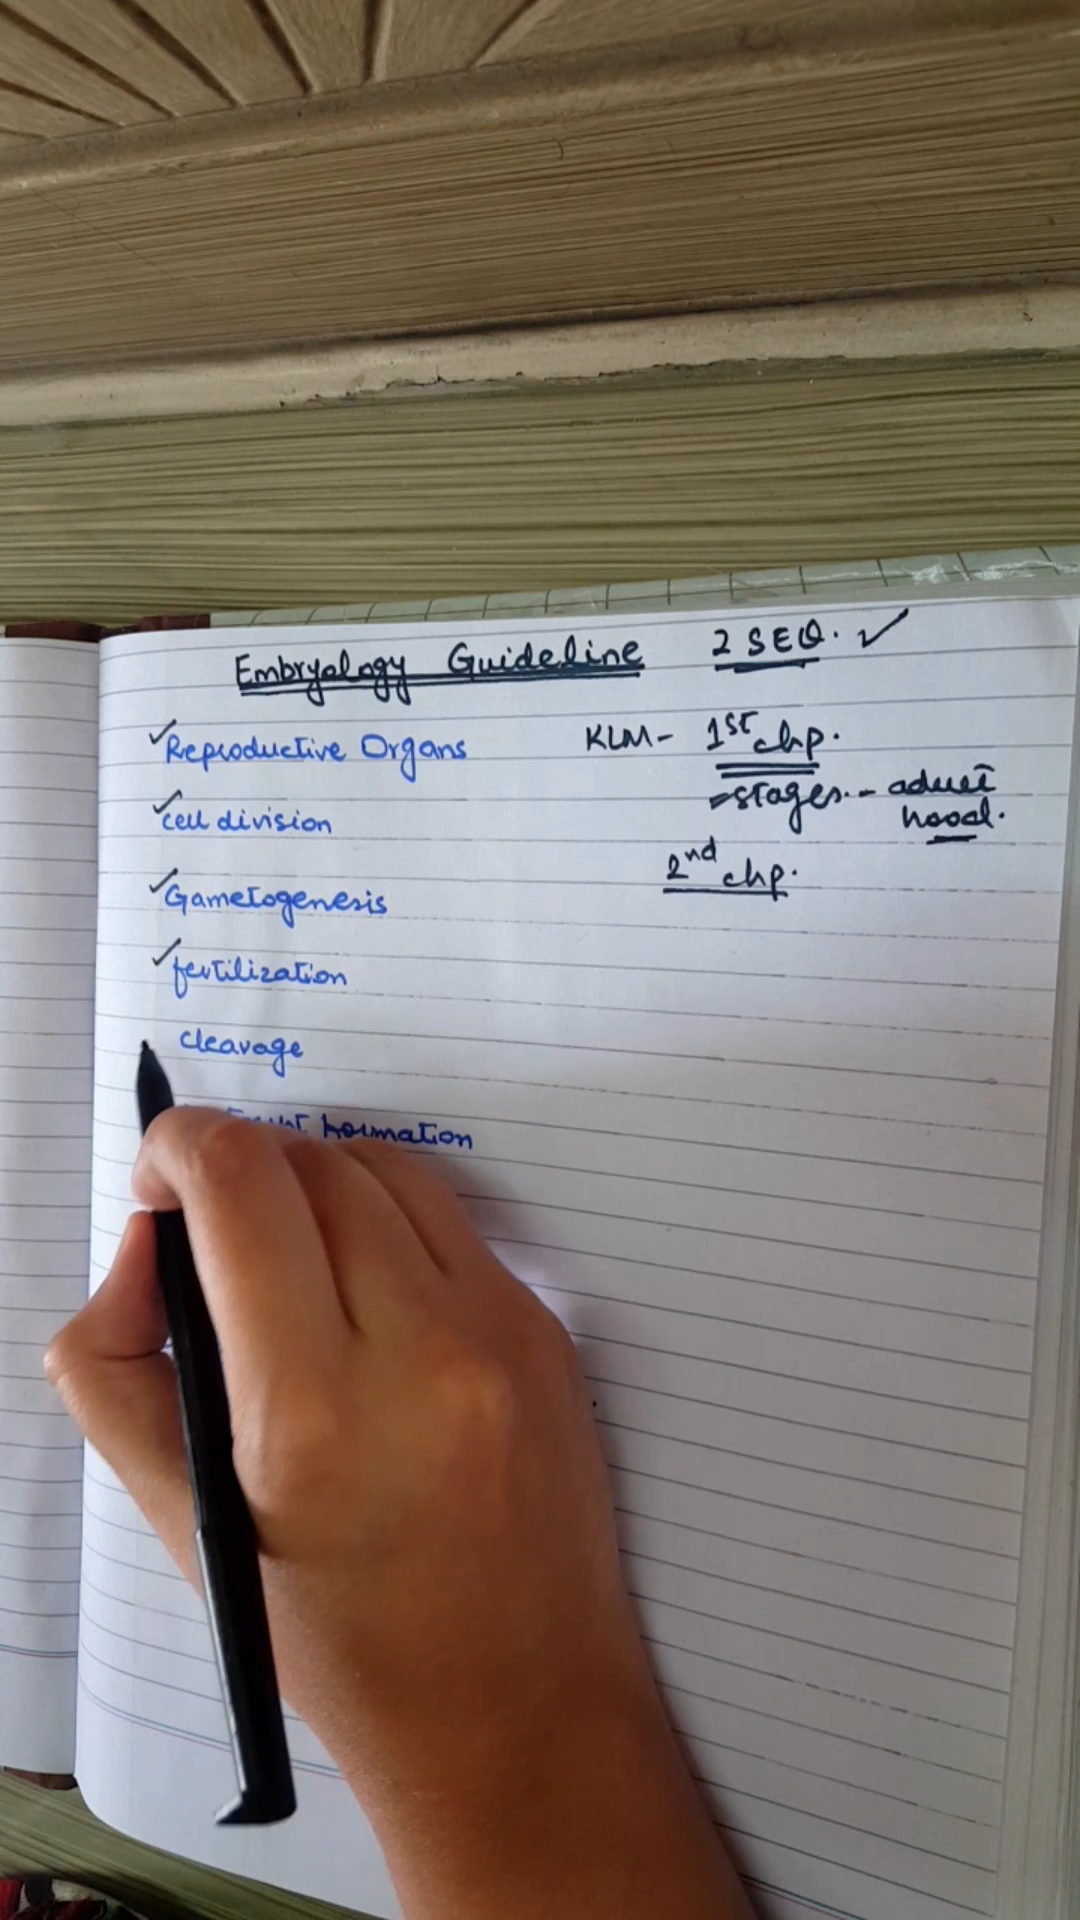 Embryology Guideline 2 SEQ. ✓
✓ Reproductive Organs KLM - 1st chp.
stages. - adult
hood.
✓ cell division
2nd chp.
✓ Gametogenesis
✓ fertilization
cleavage
formation